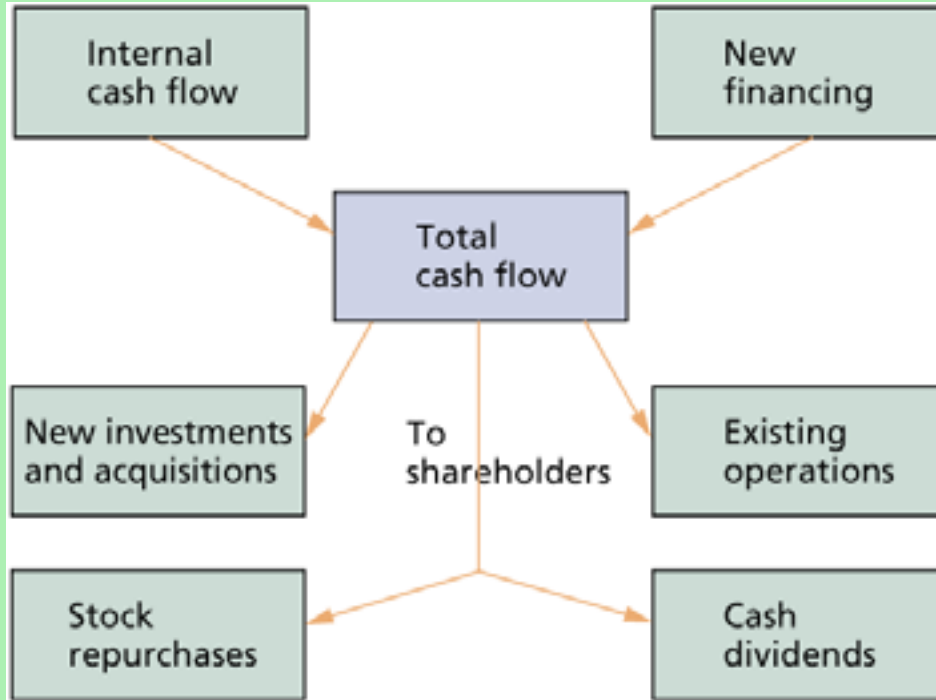 Internal
cash flow
New
financing
Total
cash flow
New investments
and acquisitions
To
shareholders
Existing
operations
Stock
repurchases
Cash
dividends